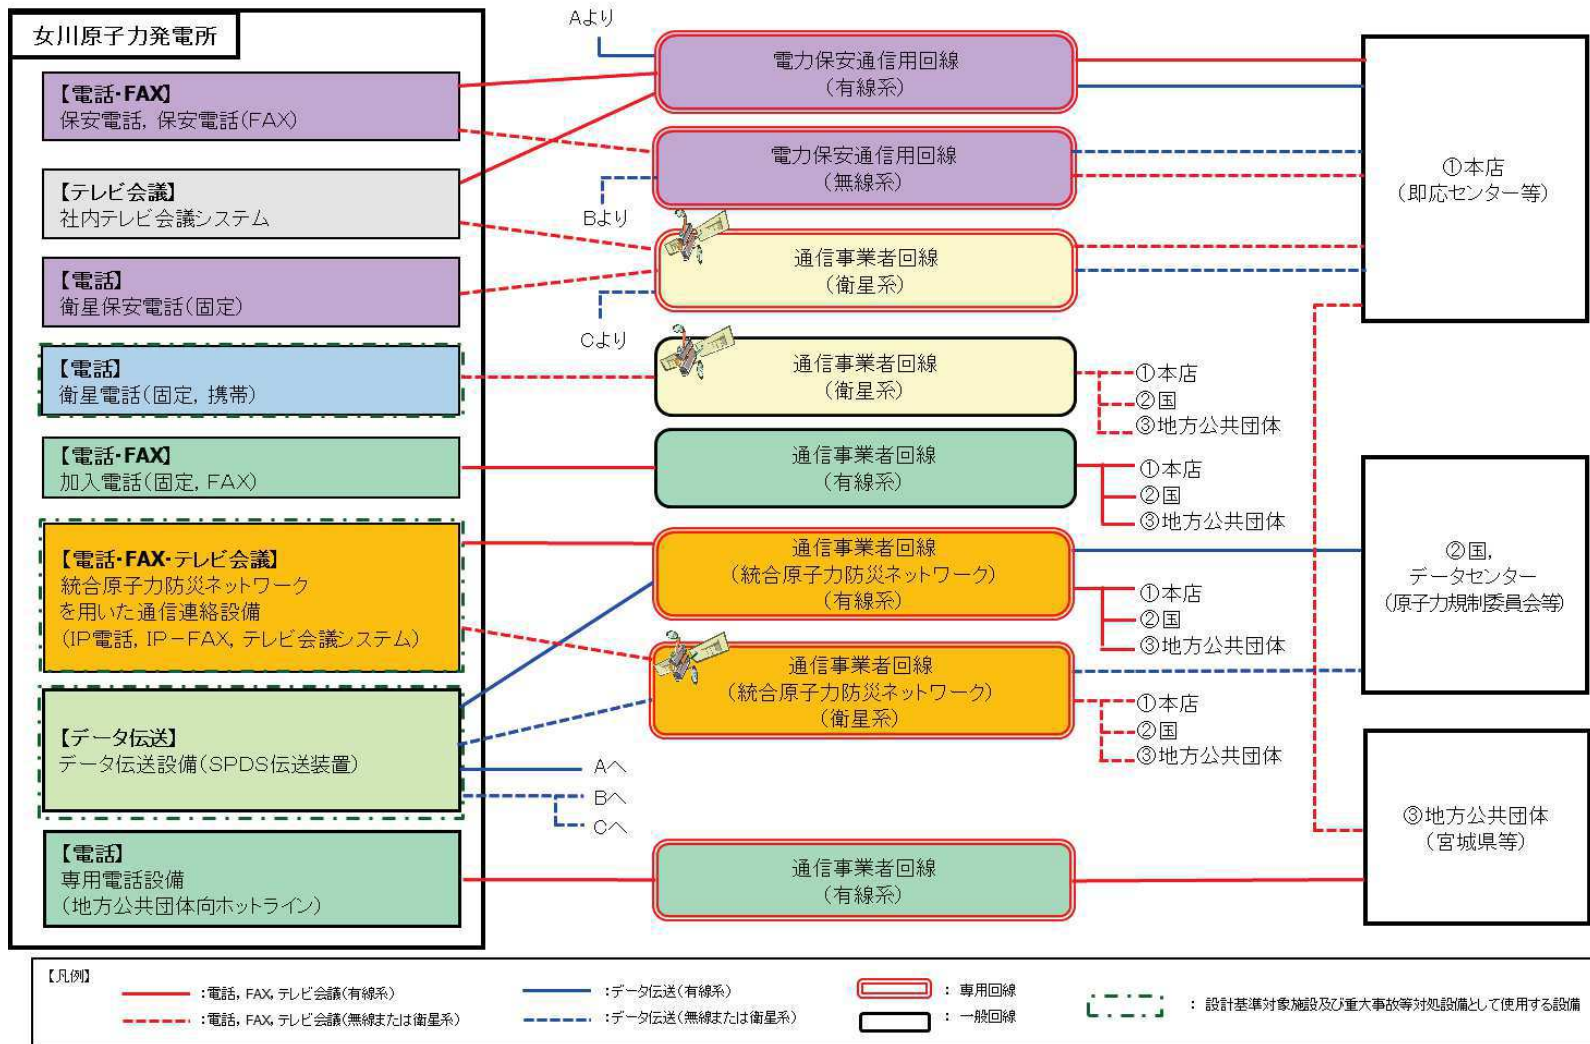 女川原子力発電所
【電話・FAX】
保安電話, 保安電話(FAX)
【テレビ会議】
社内テレビ会議システム
【電話】
衛星保安電話(固定)
【電話】
衛星電話(固定, 携帯)
【電話・FAX】
加入電話(固定, FAX)
【電話・FAX・テレビ会議】
統合原子力防災ネットワーク
を用いた通信連絡設備
(IP電話, IP－FAX, テレビ会議システム)
【データ伝送】
データ伝送設備(SPDS伝送装置)
【電話】
専用電話設備
(地方公共団体向ホットライン)
Aより
電力保安通信用回線
(有線系)
電力保安通信用回線
(無線系)
Bより
通信事業者回線
(衛星系)
Cより
通信事業者回線
(衛星系)
①本店
②国
③地方公共団体
通信事業者回線
(有線系)
①本店
②国
③地方公共団体
通信事業者回線
(統合原子力防災ネットワーク)
(有線系)
①本店
②国
③地方公共団体
通信事業者回線
(統合原子力防災ネットワーク)
(衛星系)
①本店
②国
③地方公共団体
Aへ
Bへ
Cへ
通信事業者回線
(有線系)
①本店
(即応センター等)
②国,
データセンター
(原子力規制委員会等)
③地方公共団体
(宮城県等)
【凡例】
:電話, FAX, テレビ会議(有線系)
:電話, FAX, テレビ会議(無線または衛星系)
:データ伝送(有線系)
:データ伝送(無線または衛星系)
: 専用回線
: 一般回線
: 設計基準対象施設及び重大事故等対処設備として使用する設備